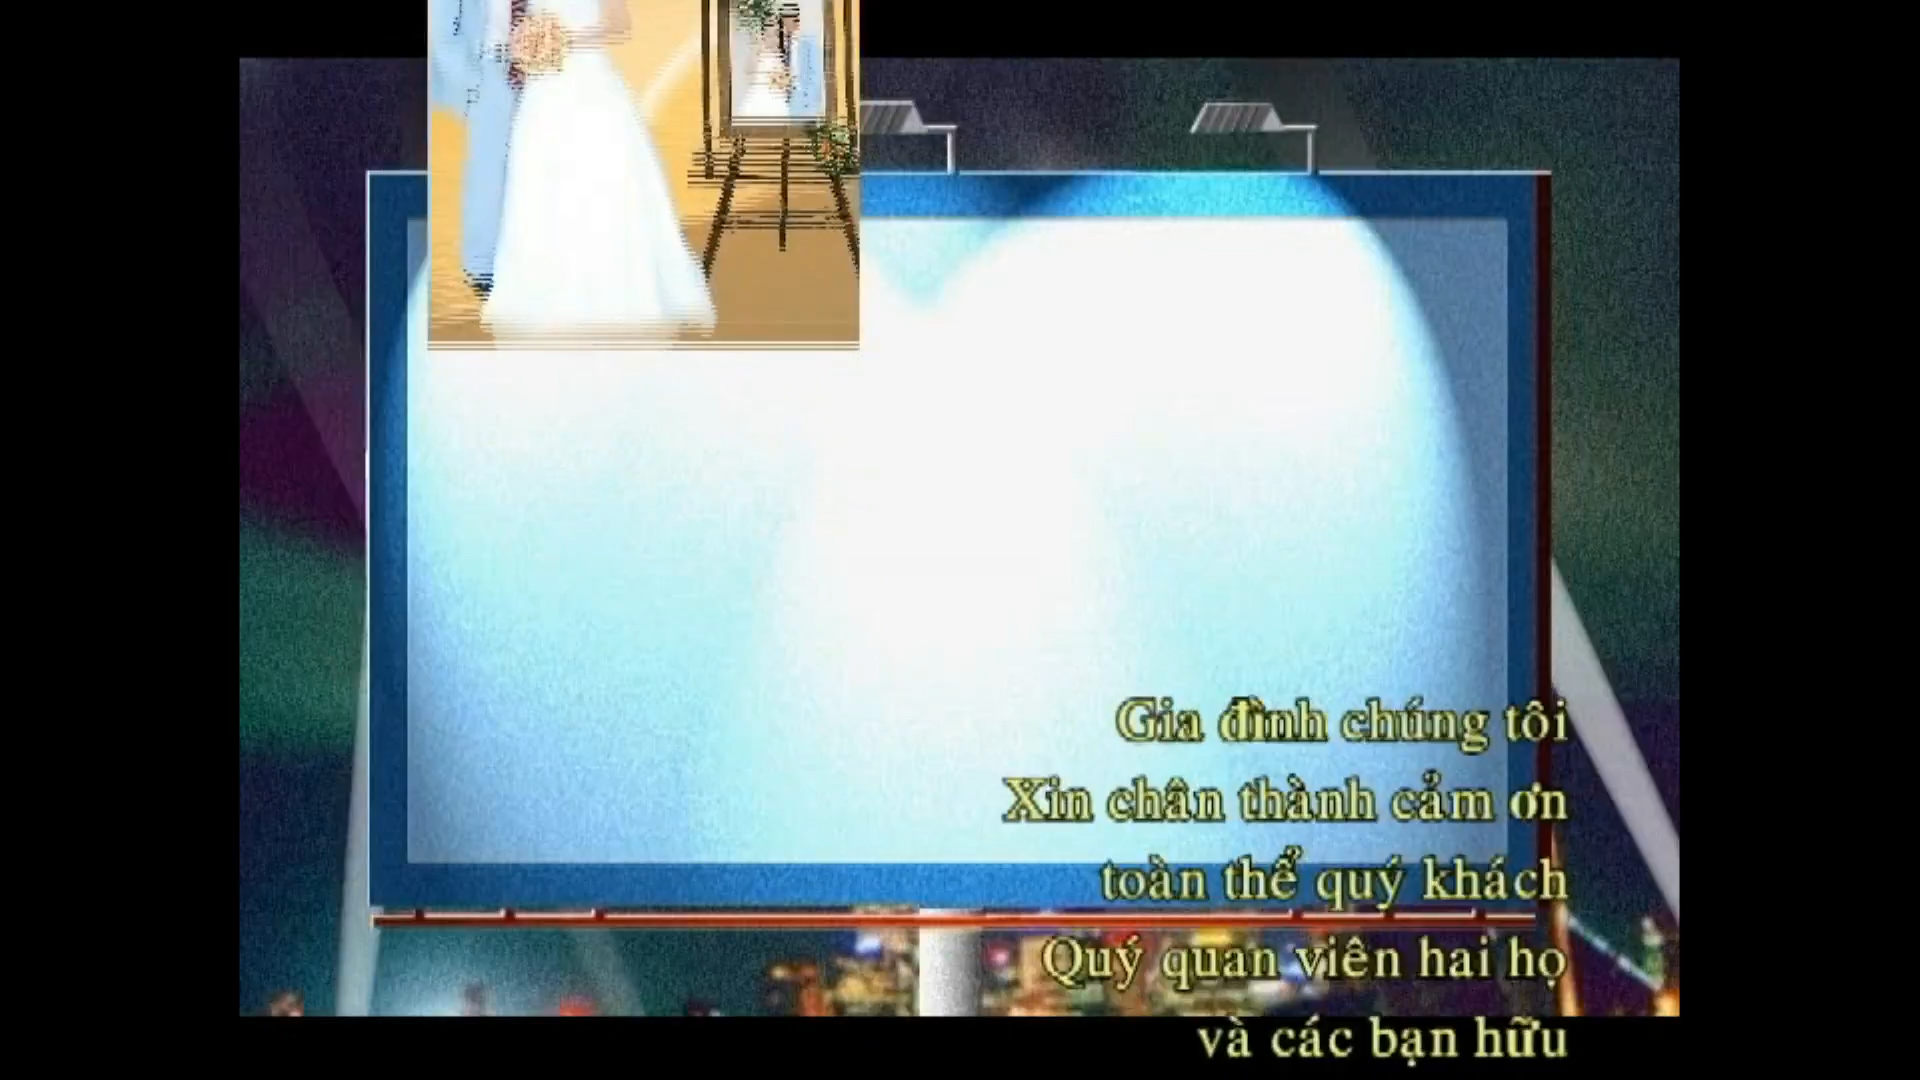 Gia đình chúng tôi
Xin chân thành cảm ơn
toàn thể quý khách
Quý quan viên hai họ
và các bạn hữu